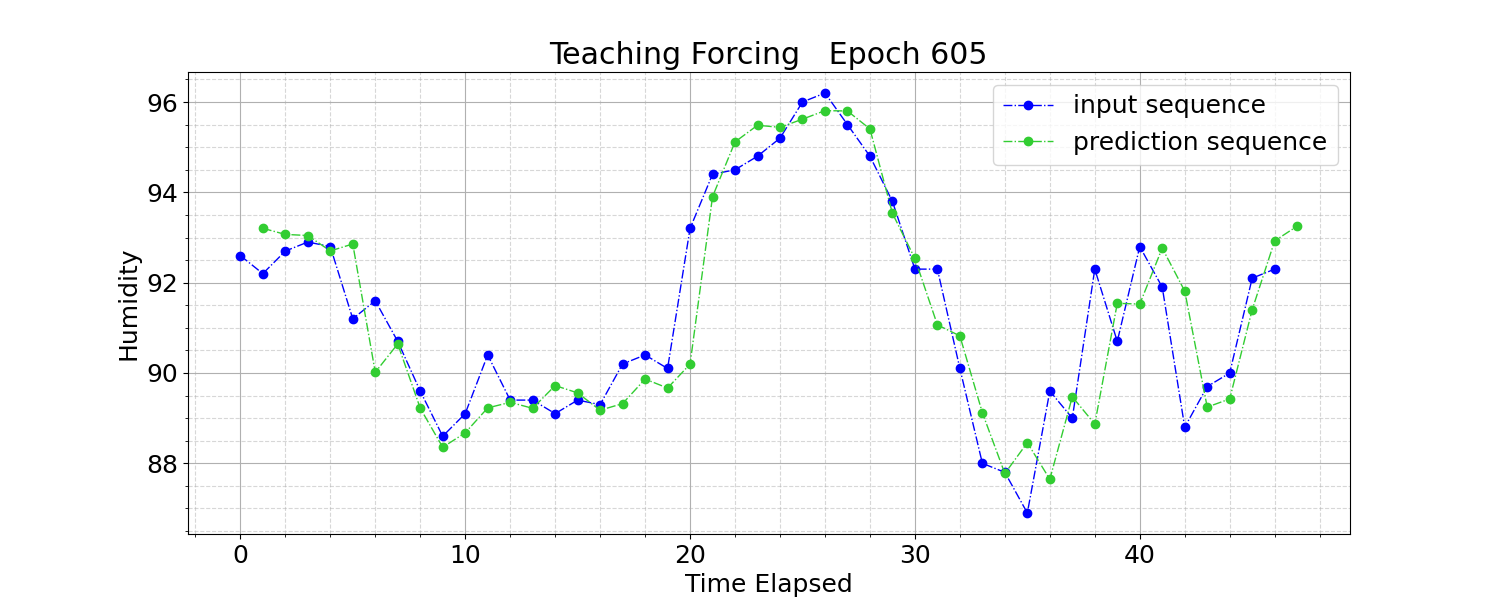 Teaching Forcing   Epoch 605
input sequence
prediction sequence
96
94
92
90
88
Humidity
0 10 20 30 40
Time Elapsed